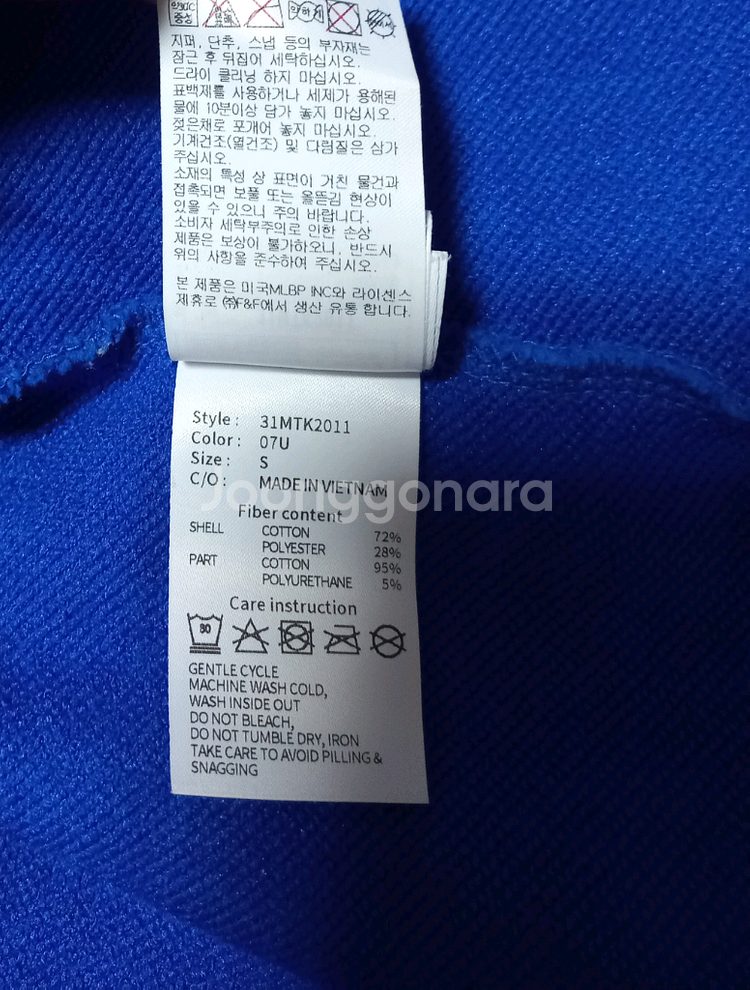 약30℃
중성
지퍼, 단추, 스냅 등의 부자재는
잠근 후 뒤집어 세탁하십시오.
드라이 클리닝 하지 마십시오.
표백제를 사용하거나 세제가 용해된
물에 10분이상 담가 놓지 마십시오.
젖은채로 포개어 놓지 마십시오.
기계건조(열건조) 및 다림질은 삼가
주십시오.
소재의 특성 상 표면이 거친 물건과
접촉되면 보풀 또는 올뜯김 현상이
있을 수 있으니 주의 바랍니다.
소비자 세탁부주의로 인한 손상
제품은 보상이 불가하오니, 반드시
위의 사항을 준수하여 주십시오.
본 제품은 미국MLBP INC와 라이센스
제휴로 ㈜F&F에서 생산 유통 합니다.
Style : 31MTK2011
Color : 07U
Size : S
C/O : MADE IN VIETNAM
Joonggonara
Fiber content
SHELL COTTON 72%
POLYESTER 28%
PART COTTON 95%
POLYURETHANE 5%
Care instruction
30
GENTLE CYCLE
MACHINE WASH COLD,
WASH INSIDE OUT
DO NOT BLEACH,
DO NOT TUMBLE DRY, IRON
TAKE CARE TO AVOID PILLING &
SNAGGING